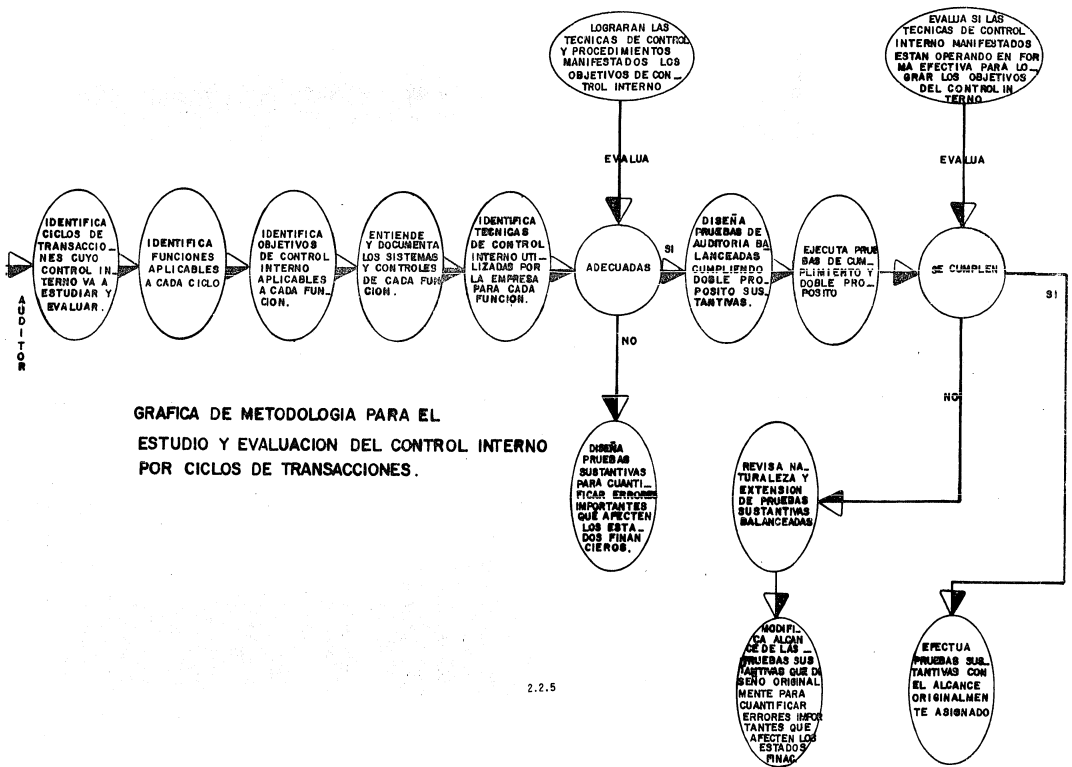 LOGRARAN LAS
TECNICAS DE CONTROL
Y PROCEDIMIENTOS
MANIFESTADOS LOS
OBJETIVOS DE CON_
TROL INTERNO
EVALUA SI LAS
TECNICAS DE CONTROL
INTERNO MANIFESTADOS
ESTAN OPERANDO EN FOR
MA EFECTIVA PARA LO_
GRAR LOS OBJETIVOS
DEL CONTROL IN
TERNO
EVALUA
EVALUA
AUDITOR
IDENTIFICA
CICLOS DE
TRANSACCIO_
NES CUYO
CONTROL IN_
TERNO VA A
ESTUDIAR Y
EVALUAR.
IDENTIFICA
FUNCIONES
APLICABLES
A CADA CICLO
IDENTIFICA
OBJETIVOS
DE CONTROL
INTERNO
APLICABLES
A CADA FUN_
CION.
ENTIENDE
Y DOCUMENTA
LOS SISTEMAS
Y CONTROLES
DE CADA FUN
CION.
IDENTIFICA
TECNICAS
DE CONTROL
INTERNO UTI_
LIZADAS POR
LA EMPRESA
PARA CADA
FUNCION.
ADECUADAS
SI
DISEÑA
PRUEBAS DE
AUDITORIA BA_
LANCEADAS
CUMPLIENDO
DOBLE PRO_
POSITO SUS_
TANTIVAS.
EJECUTA PRUE
BAS DE CUM_
PLIMIENTO Y
DOBLE PRO_
POSITO
SE CUMPLEN
SI
NO
NO
GRAFICA DE METODOLOGIA PARA EL
ESTUDIO Y EVALUACION DEL CONTROL INTERNO
POR CICLOS DE TRANSACCIONES.
DISEÑA
PRUEBAS
SUSTANTIVAS
PARA CUANTI_
FICAR ERRORES
IMPORTANTES
QUE AFECTEN
LOS ESTA_
DOS FINAN
CIEROS.
REVISA NA_
TURALEZA Y
EXTENSION
DE PRUEBAS
SUSTANTIVAS
BALANCEADAS
MODIFI_
CA ALCAN_
CE DE LAS _
PRUEBAS SUS
TANTIVAS QUE DI
SEÑO ORIGINAL
MENTE PARA
CUANTIFICAR
ERRORES IMPOR
TANTES QUE
AFECTEN LOS
ESTADOS
FINAC.
EFECTUA
PRUEBAS SUS_
TANTIVAS CON
EL ALCANCE
ORIGINALMEN
TE ASIGNADO
2.2.5